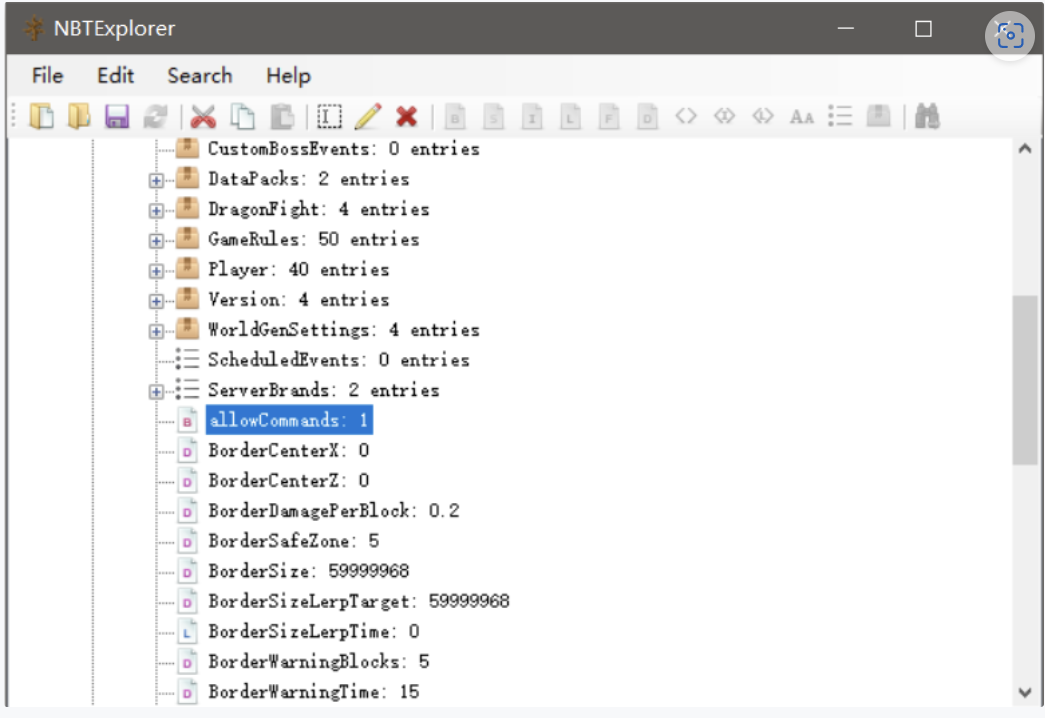 NBTExplorer
File Edit Search Help
B S I L F D AA
CustomBossEvents: 0 entries
DataPacks: 2 entries
DragonFight: 4 entries
GameRules: 50 entries
Player: 40 entries
Version: 4 entries
WorldGenSettings: 4 entries
ScheduledEvents: 0 entries
ServerBrands: 2 entries
B allowCommands: 1
D BorderCenterX: 0
D BorderCenterZ: 0
D BorderDamagePerBlock: 0.2
D BorderSafeZone: 5
D BorderSize: 59999968
D BorderSizeLerpTarget: 59999968
L BorderSizeLerpTime: 0
D BorderWarningBlocks: 5
D BorderWarningTime: 15